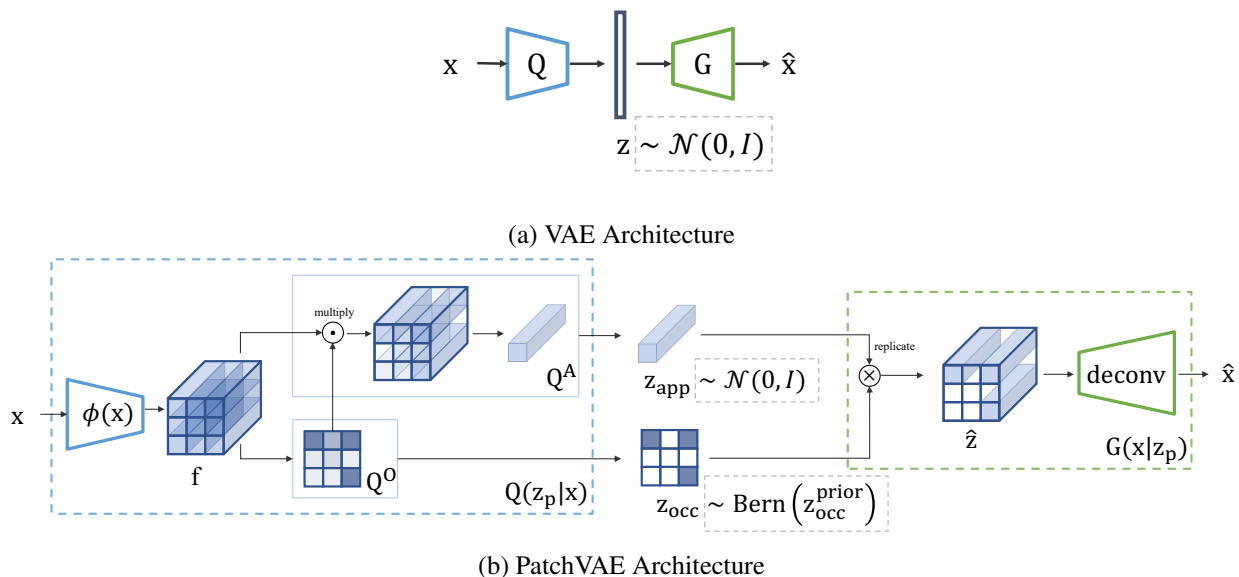 x Q G x̂
z ~ 𝒩(0, I)
(a) VAE Architecture
multiply
Q^A
x ϕ(x) f
Q^O
Q(z_p|x)
z_app ~ 𝒩(0, I)
z_occ ~ Bern(z_occ^prior)
replicate
ẑ
deconv x̂
G(x|z_p)
(b) PatchVAE Architecture